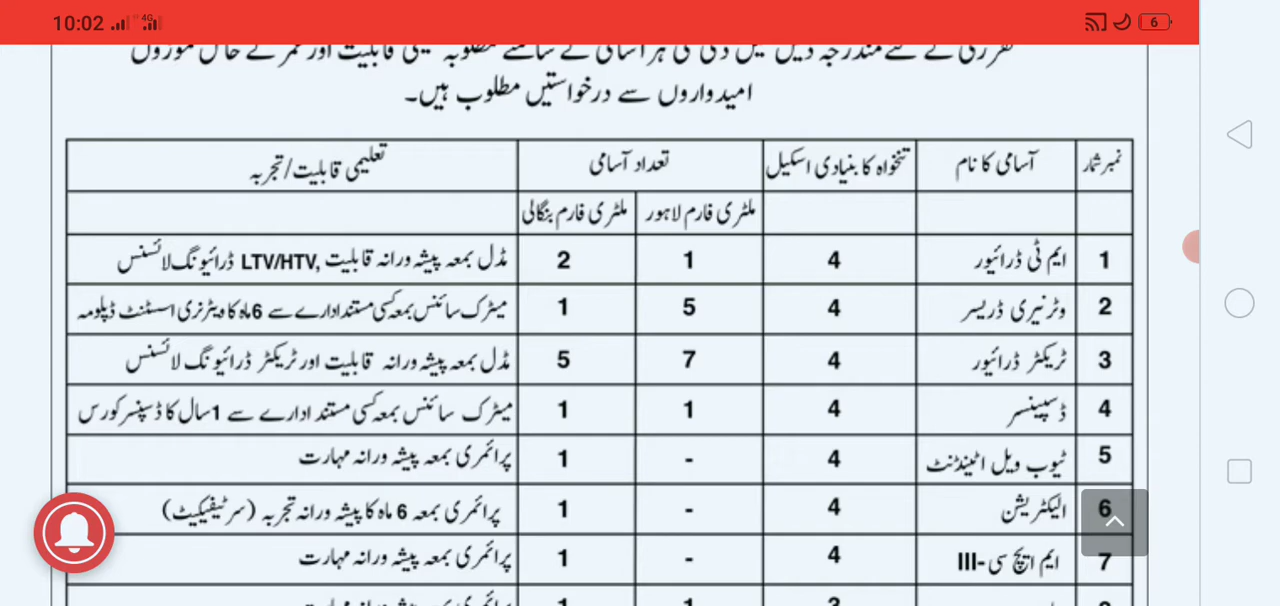 10:02 4G 6
امیدواروں سے درخواستیں مطلوب ہیں۔
نمبر شمار آسامی کا نام تنخواہ کا بنیادی اسکیل تعداد آسامی تعلیمی قابلیت/تجربہ
ملٹری فارم لاہور ملٹری فارم بنگالی
1 ایم ٹی ڈرائیور 4 1 2 مڈل بمعہ پیشہ ورانہ قابلیت ,LTV/HTV ڈرائیونگ لائسنس
2 وٹرنیری ڈریسر 4 5 1 میٹرک سائنس بمعہ کسی مستند ادارے سے 6 ماہ کا ویٹرنری اسسٹنٹ ڈپلومہ
3 ٹریکٹر ڈرائیور 4 7 5 مڈل بمعہ پیشہ ورانہ قابلیت اور ٹریکٹر ڈرائیونگ لائسنس
4 ڈسپینسر 4 1 1 میٹرک سائنس بمعہ کسی مستند ادارے سے 1 سال کا ڈسپنسر کورس
5 ٹیوب ویل اٹینڈنٹ 4 - 1 پرائمری بمعہ پیشہ ورانہ مہارت
6 الیکٹریشن 4 - 1 پرائمری بمعہ 6 ماہ کا پیشہ ورانہ تجربہ (سرٹیفیکیٹ)
7 ایم ایچ سی-III 4 - 1 پرائمری بمعہ پیشہ ورانہ مہارت